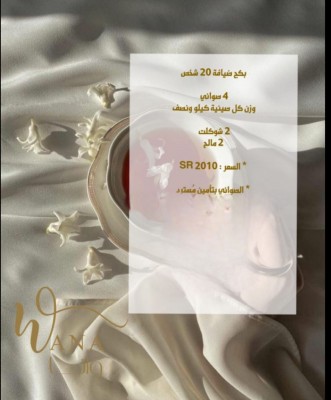 بكج ضيافة 20 شخص
4 صواني
وزن كل صينية كيلو ونصف
2 شوكلت
2 مالح
* السعر : 2010 SR
* الصواني بتأمين مُسترد
WANA